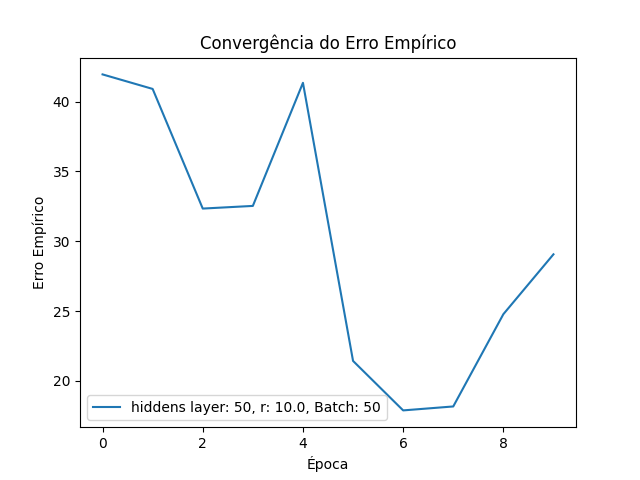 Convergência do Erro Empírico
Erro Empírico
40
35
30
25
20
hiddens layer: 50, r: 10.0, Batch: 50
0 2 4 6 8
Época